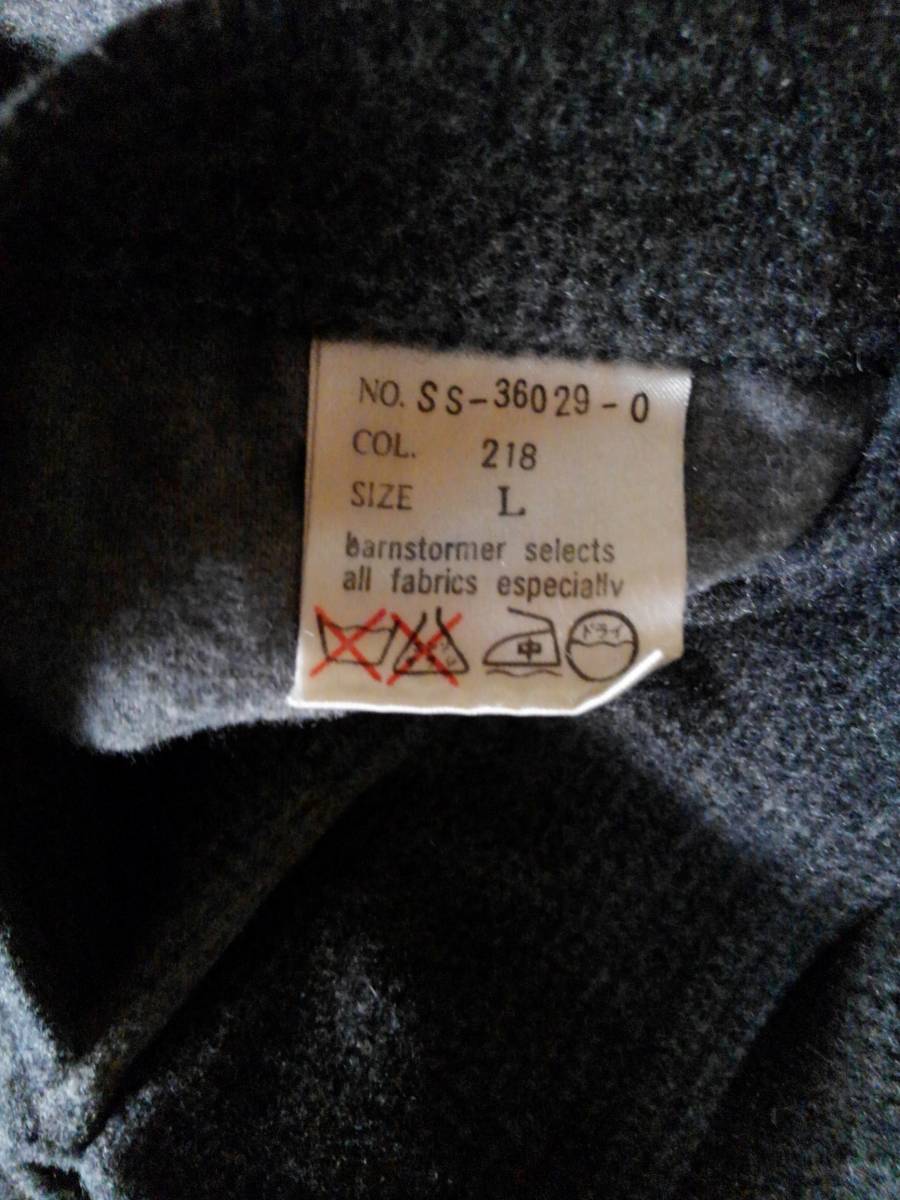 NO. SS-36029-0
COL. 218
SIZE L
barnstormer selects
all fabrics especially
中 ドライ